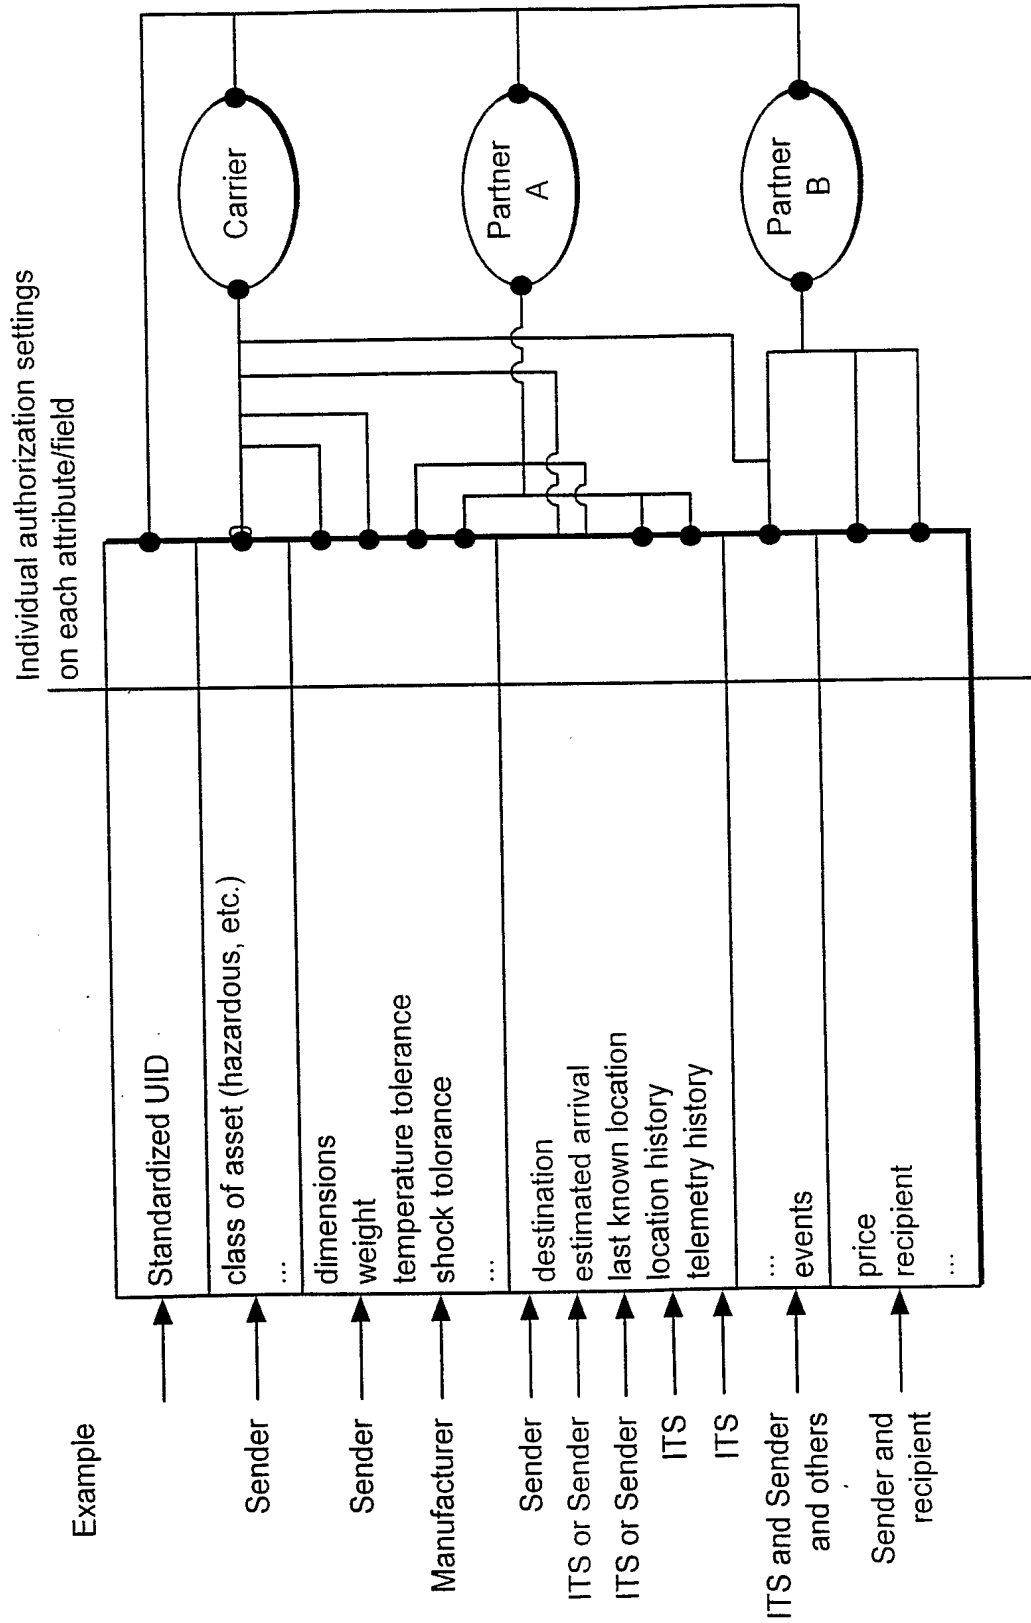 Individual authorization settings
on each attribute/field
Example
Standardized UID
Sender
class of asset (hazardous, etc.)
...
Sender
dimensions
weight
Manufacturer
temperature tolerance
shock tolorance
...
Sender
destination
ITS or Sender
estimated arrival
ITS or Sender
last known location
ITS
location history
ITS
telemetry history
ITS and Sender
and others
...
events
Sender and
recipient
price
recipient
...
Carrier
Partner
A
Partner
B